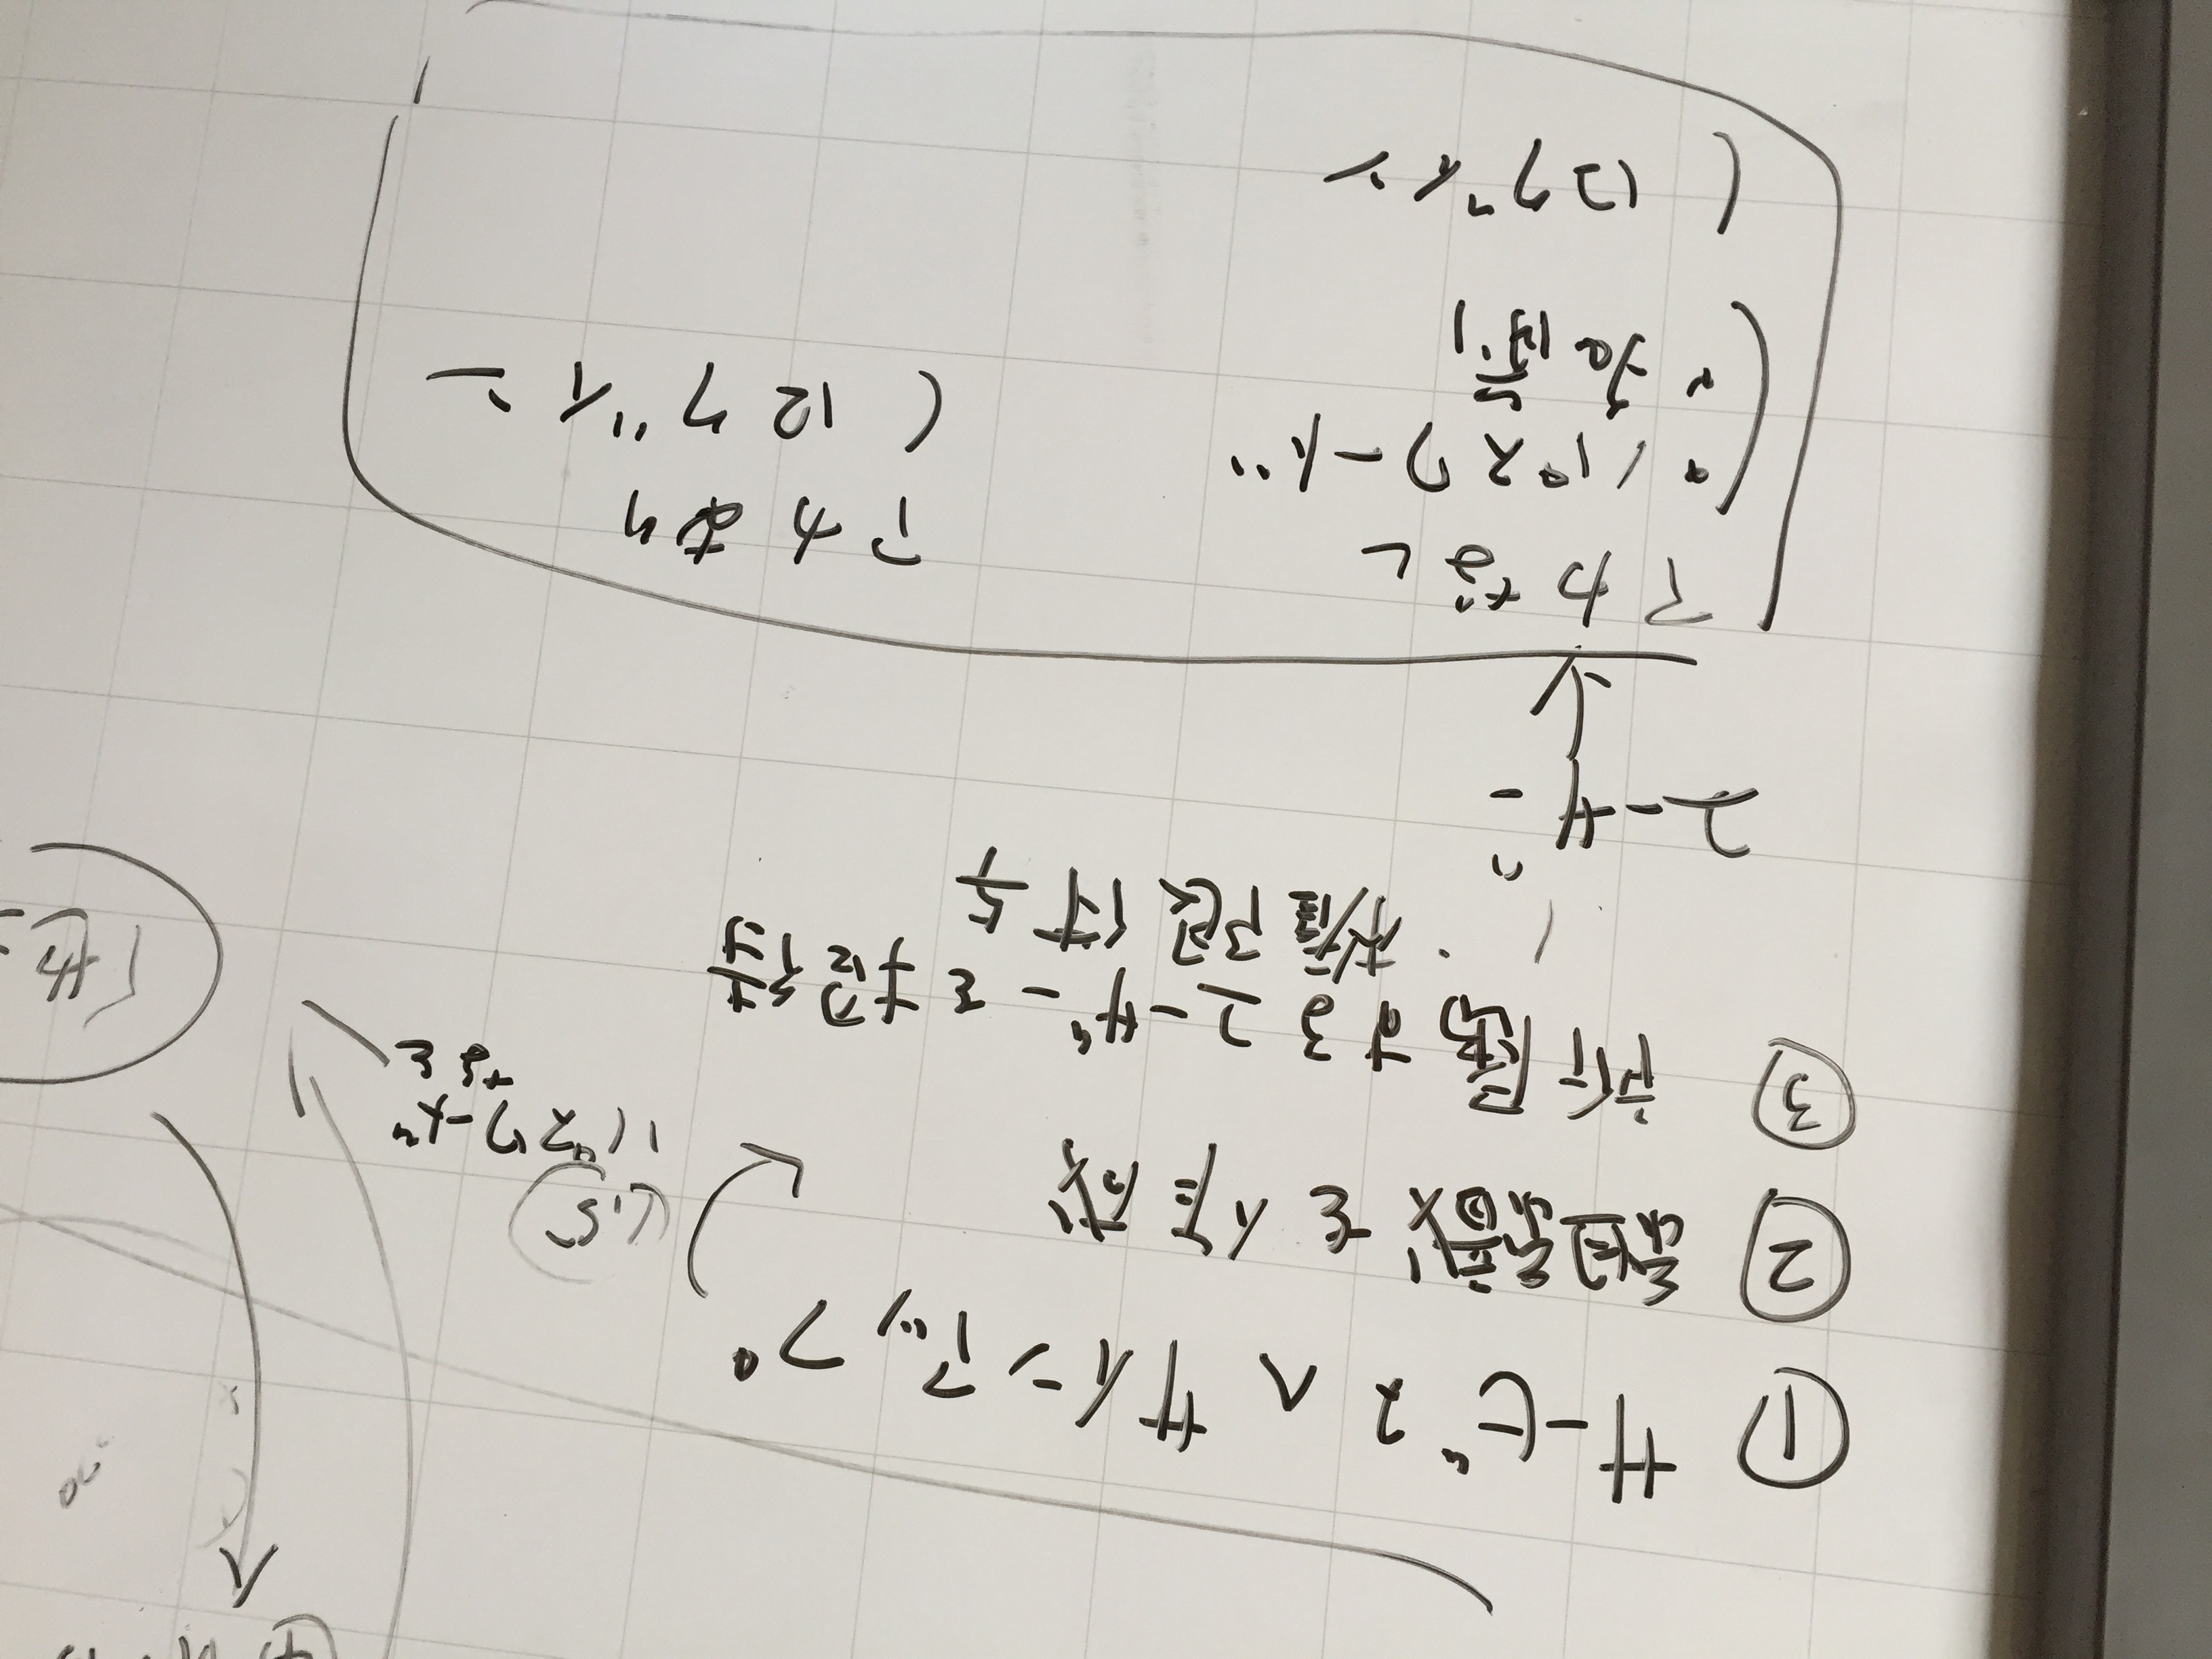 ① サービスへサインアップ
② 組織を作成
1.5
パスワード
など
③ 所属するユーザーを招待
・権限付与
ユーザー
アカなし
・パスワード
・名前
( ログイン
アカあり
( ログイン
「他